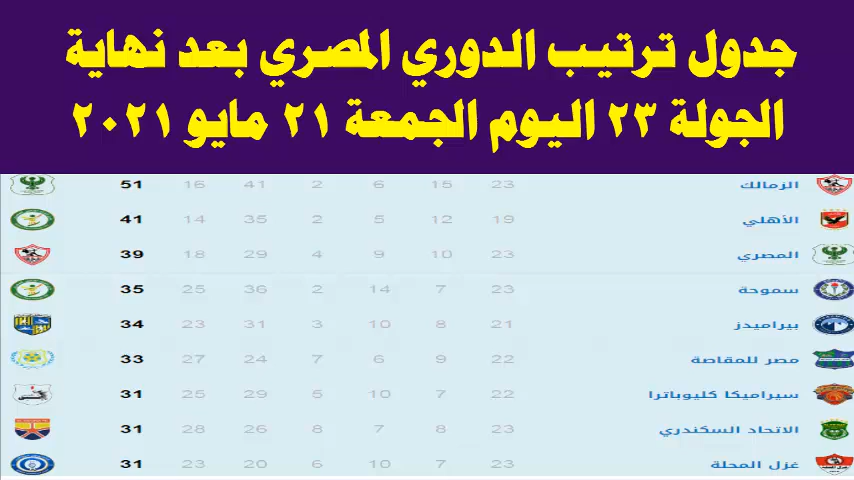 جدول ترتيب الدوري المصري بعد نهاية
الجولة ٢٣ اليوم الجمعة ٢١ مايو ٢٠٢١
الزمالك 23 15 6 2 41 16 51
الأهلي 19 12 5 2 35 14 41
المصري 23 10 9 4 29 18 39
سموحة 23 7 14 2 36 25 35
بيراميدز 21 8 10 3 31 23 34
مصر للمقاصة 22 9 6 7 24 27 33
سيراميكا كليوباترا 22 7 10 5 29 25 31
الاتحاد السكندري 23 8 7 8 26 28 31
غزل المحلة 23 7 10 6 20 23 31